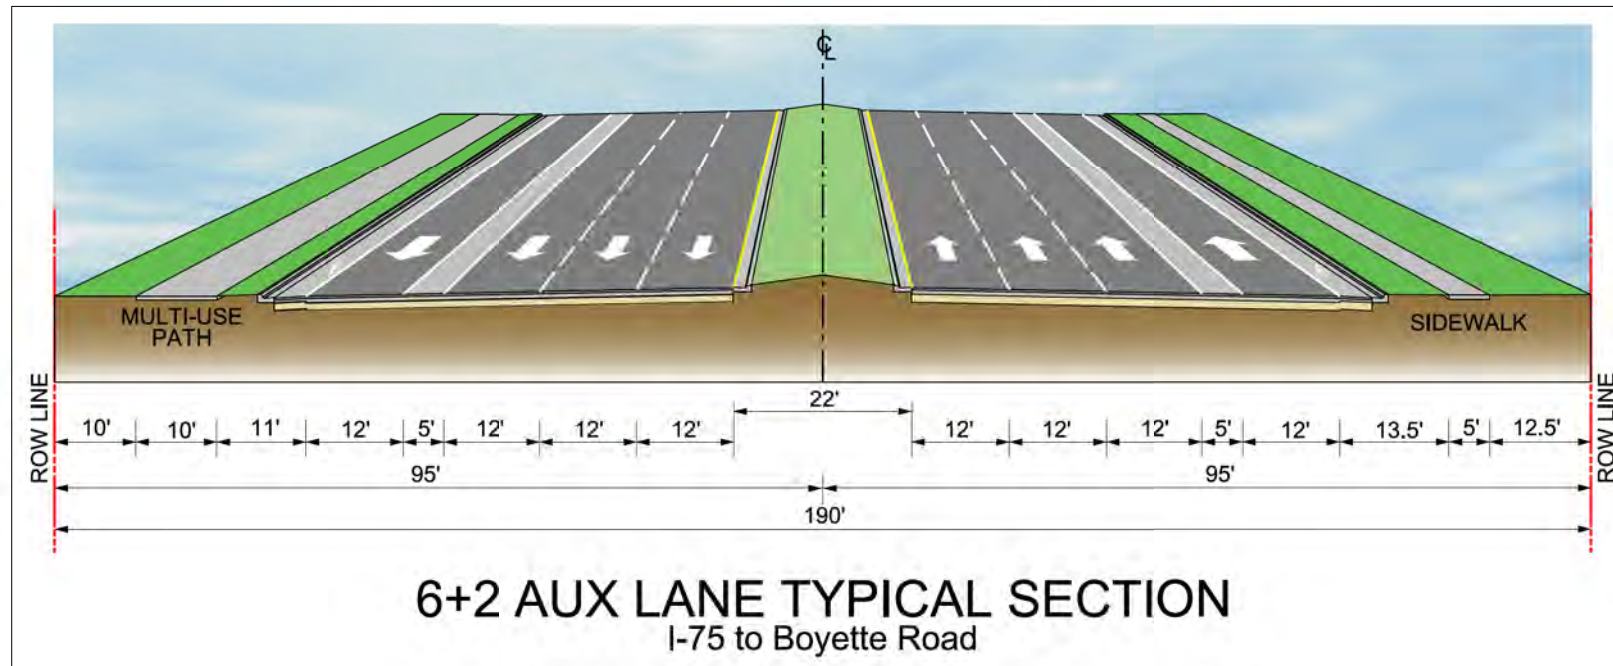 ℄
MULTI-USE
PATH
SIDEWALK
ROW LINE
ROW LINE
22'
10' 10' 11' 12' 5' 12' 12' 12' 12' 12' 12' 5' 12' 13.5' 5' 12.5'
95' 95'
190'
6+2 AUX LANE TYPICAL SECTION
I-75 to Boyette Road